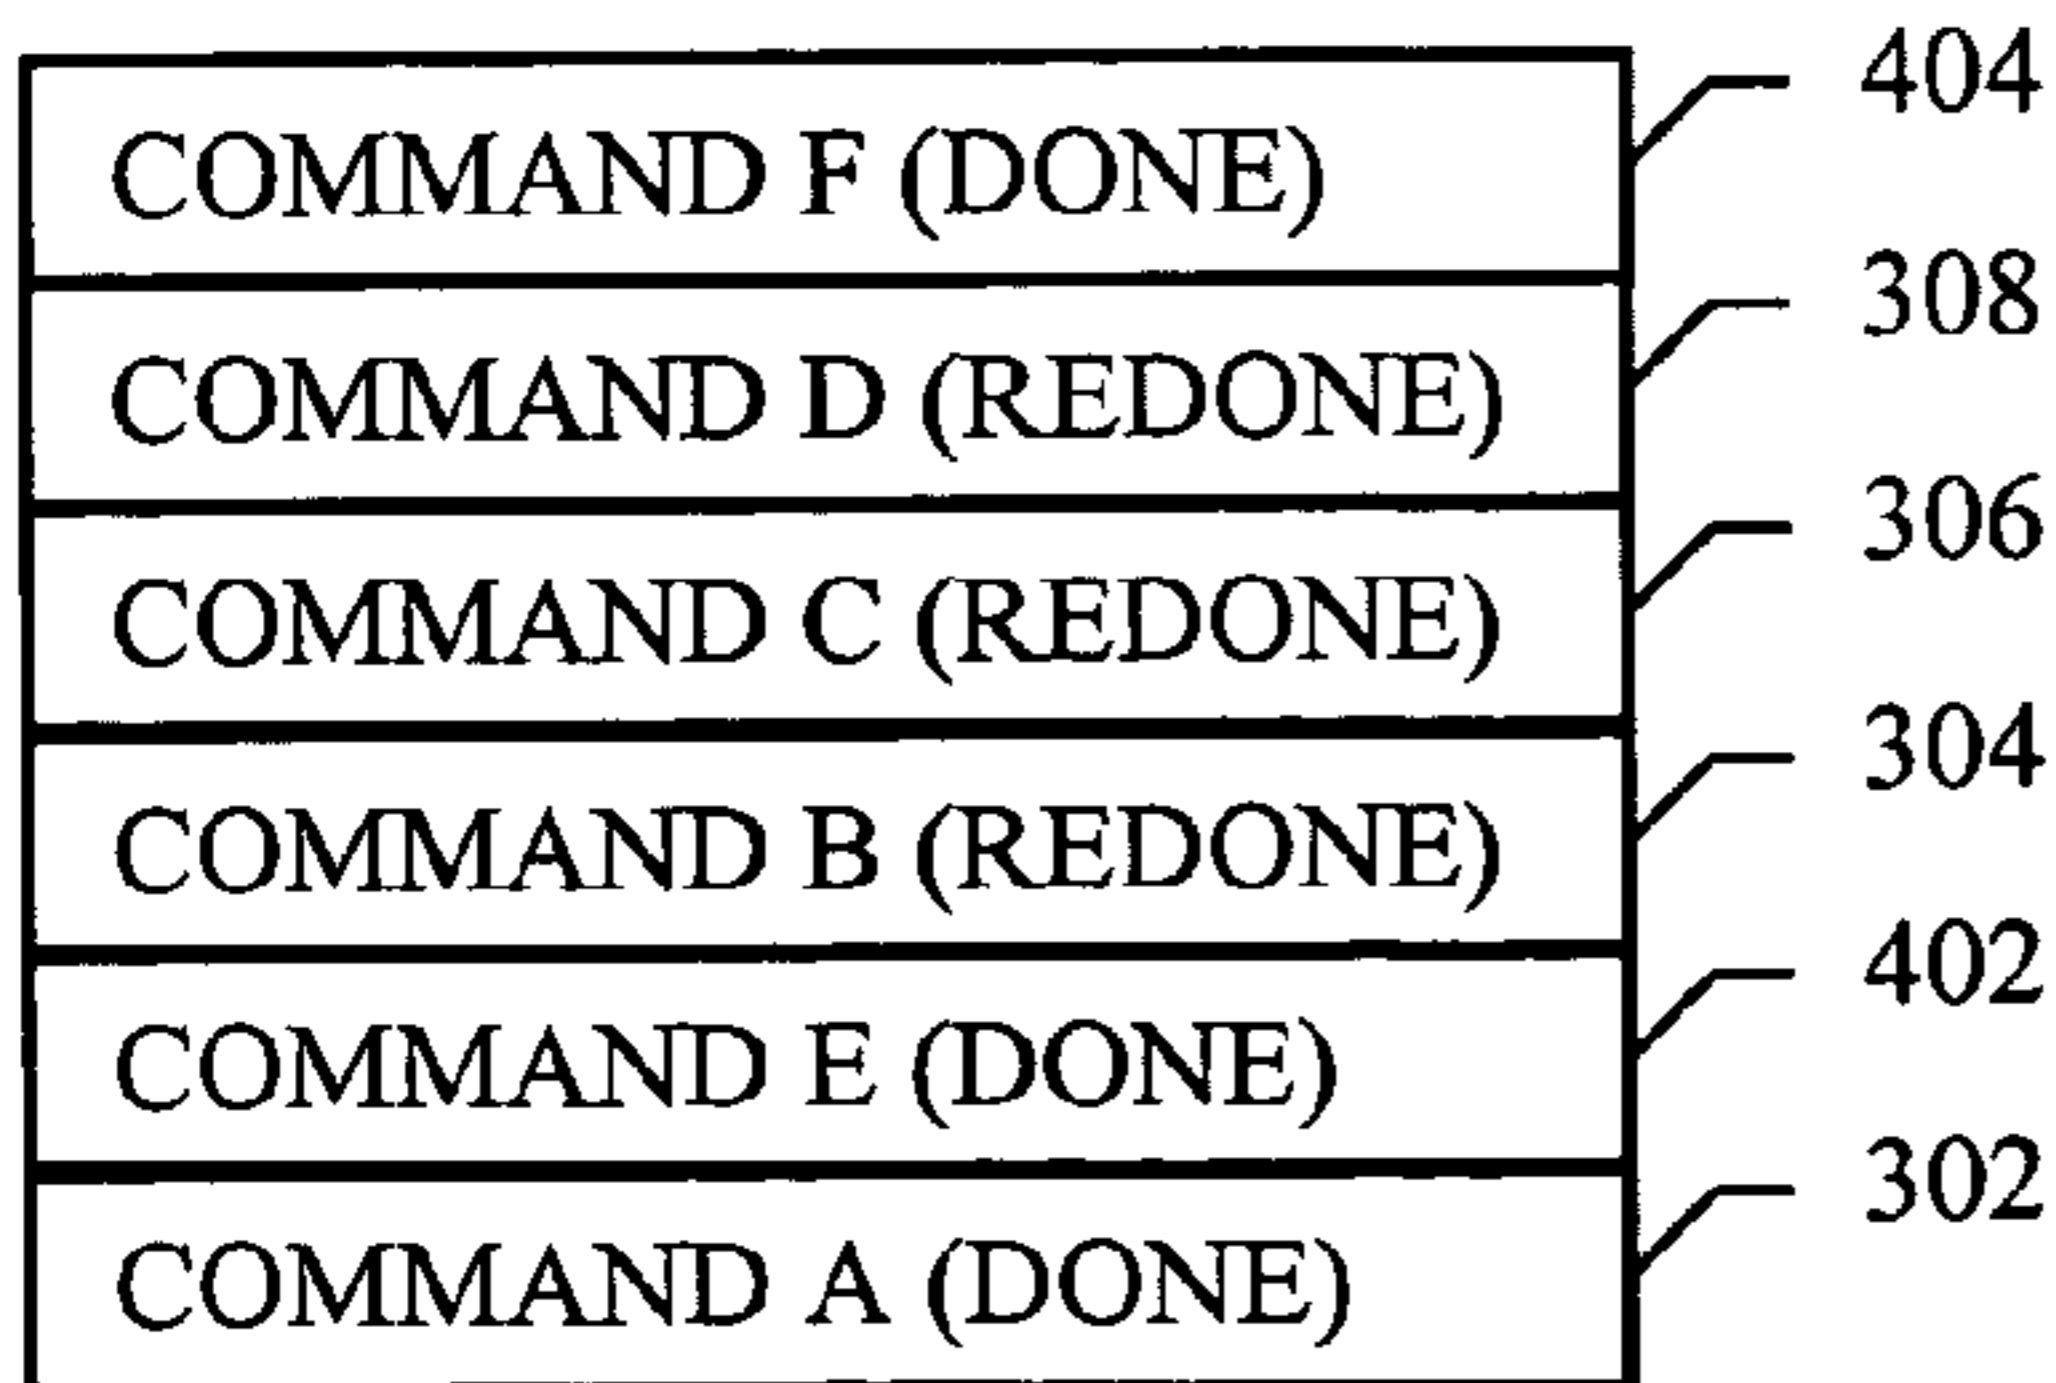 404
COMMAND F (DONE)
308
COMMAND D (REDONE)
306
COMMAND C (REDONE)
304
COMMAND B (REDONE)
402
COMMAND E (DONE)
302
COMMAND A (DONE)